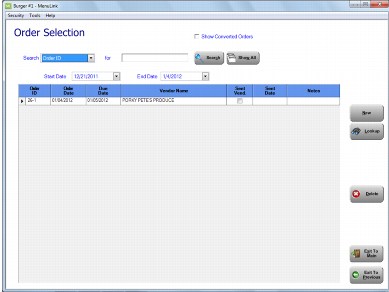 Burger #1 - MenuLink
Security Tools Help
Order Selection
Show Converted Orders
Search Order ID for Search Show All
Start Date 12/21/2011 End Date 1/4/2012
Order ID Order Date Due Date Vendor Name Sent Vend Sent Date Notes
26-1 01/04/2012 01/05/2012 PORKY PETE'S PRODUCE
New
Lookup
Delete
Exit To Main
Exit To Previous